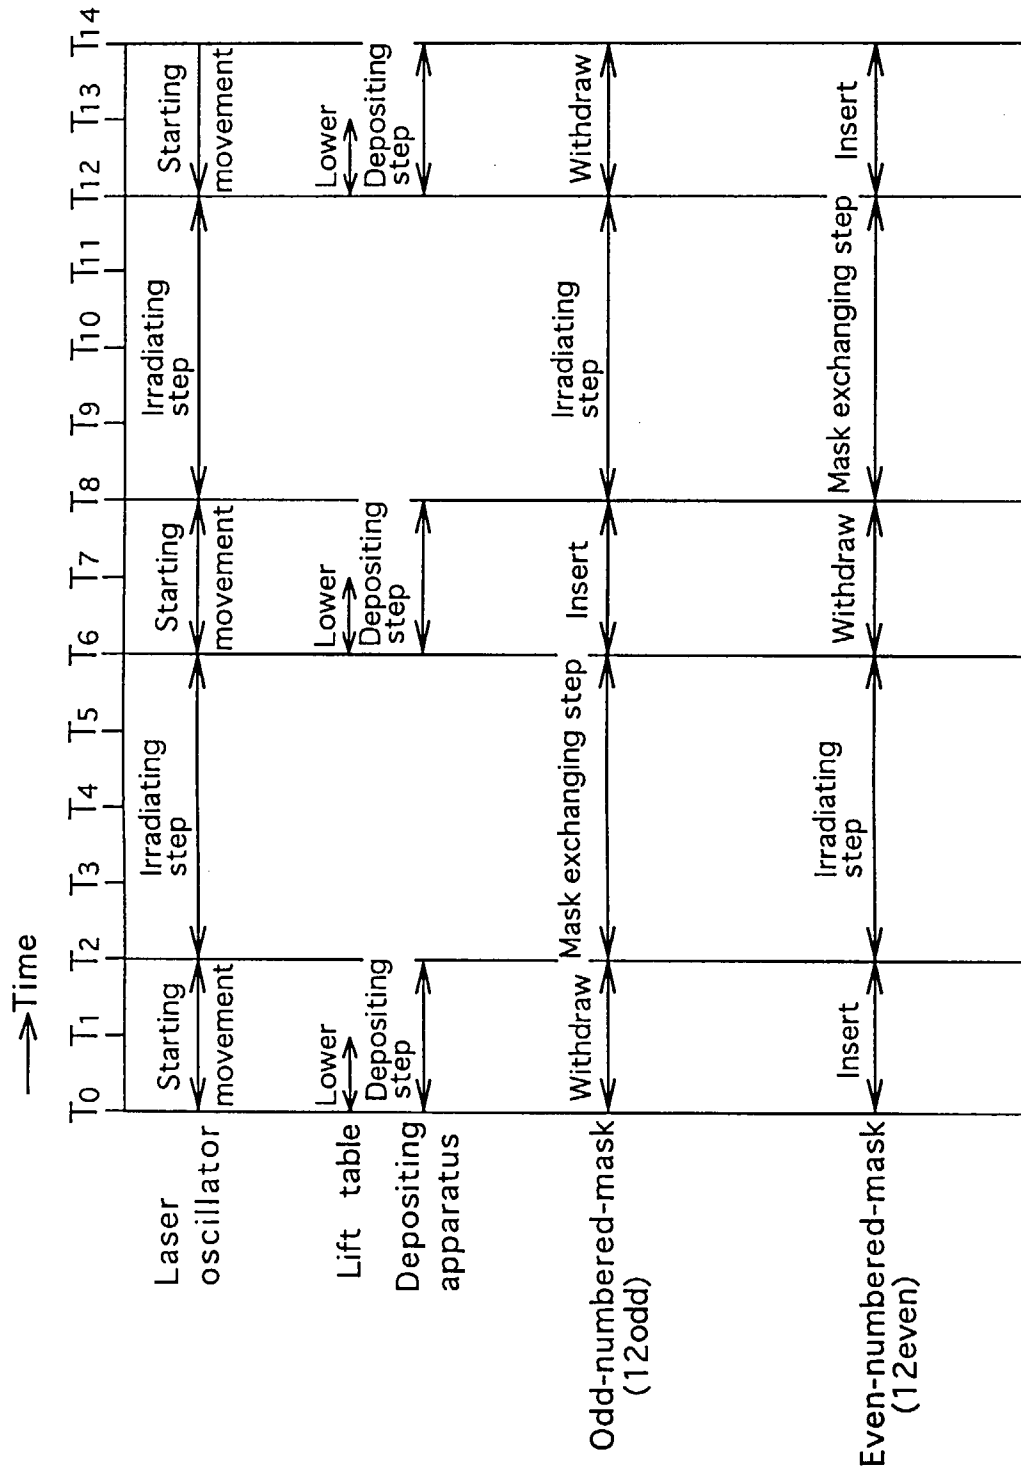 →Time
T0 T1 T2 T3 T4 T5 T6 T7 T8 T9 T10 T11 T12 T13 T14
Laser
oscillator
Starting
movement
Irradiating
step
Starting
movement
Irradiating
step
Starting
movement
Lift table
Lower
Lower
Lower
Depositing
apparatus
Depositing
step
Depositing
step
Depositing
step
Odd-numbered-mask
(12odd)
Withdraw
Mask exchanging step
Insert
Irradiating
step
Withdraw
Even-numbered-mask
(12even)
Insert
Irradiating
step
Withdraw
Mask exchanging step
Insert